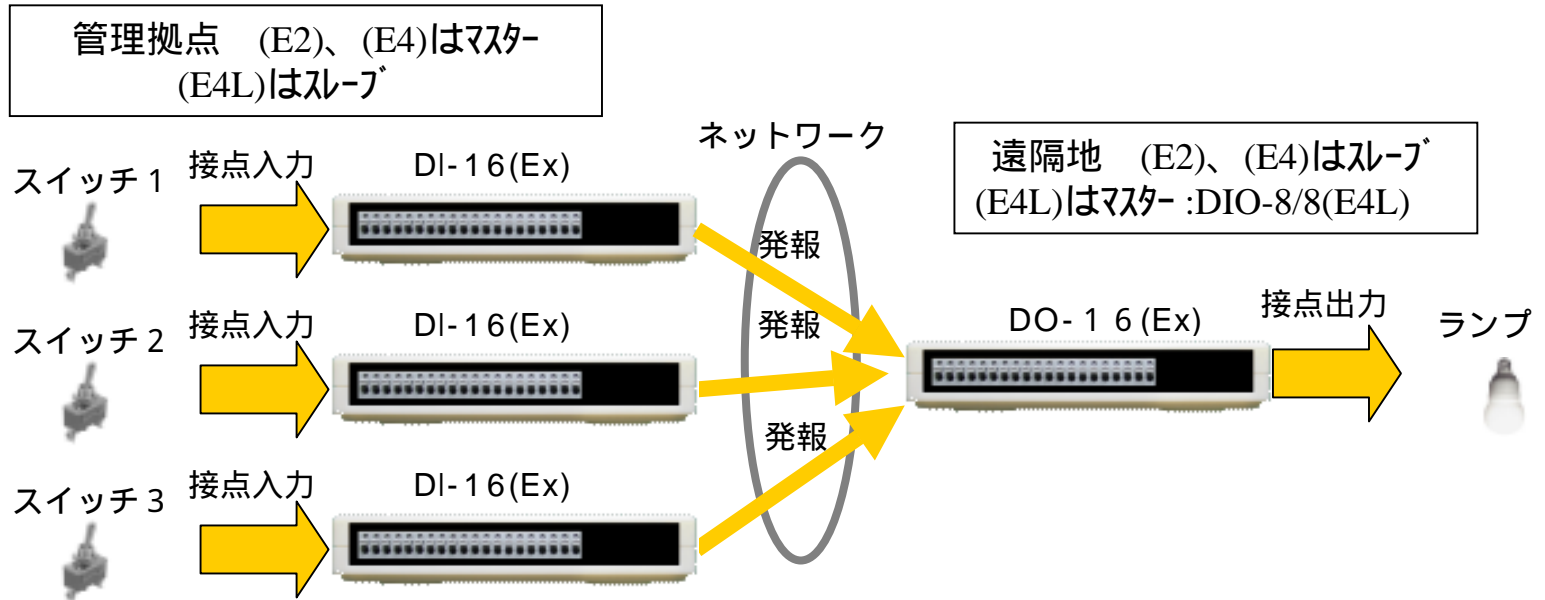 管理拠点　(E2)、(E4)はﾏｽﾀｰ
(E4L)はｽﾚｰﾌﾞ
ネットワーク
遠隔地　(E2)、(E4)はｽﾚｰﾌﾞ
(E4L)はﾏｽﾀｰ:DIO-8/8(E4L)
スイッチ1
接点入力
DI-16(Ex)
発報
スイッチ2
接点入力
DI-16(Ex)
発報
DO-16(Ex)
接点出力
ランプ
スイッチ3
接点入力
DI-16(Ex)
発報